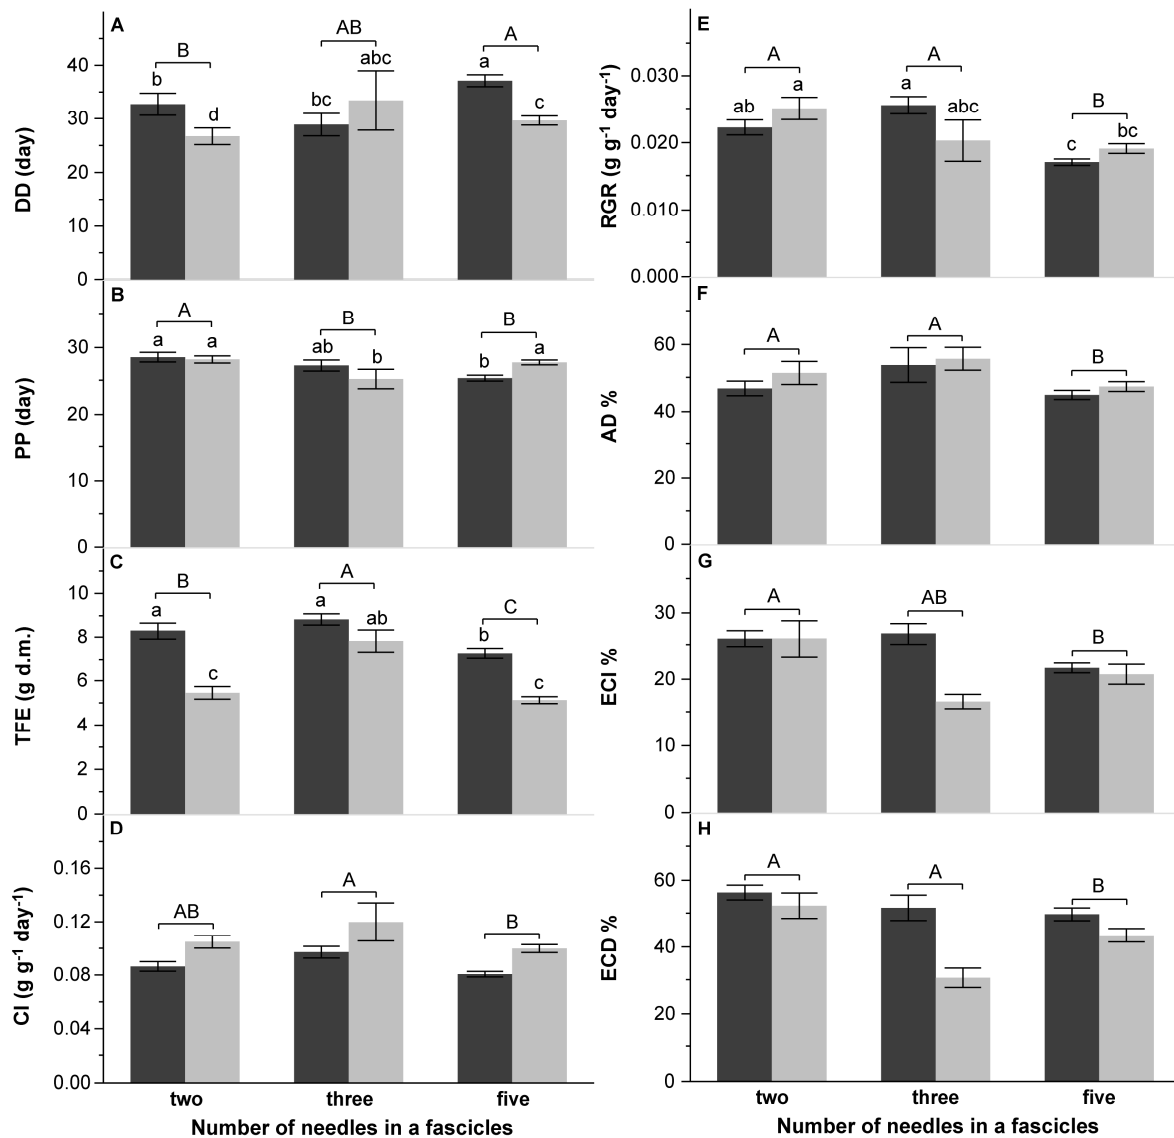 A
DD (day)
40
30
20
10
0
B
b
d
AB
bc
abc
A
a
c
B
PP (day)
30
20
10
0
A
a
a
B
ab
b
B
b
a
C
TFE (g d.m.)
10
8
6
4
2
0
B
a
c
A
a
ab
C
b
c
D
CI (g g-1 day-1)
0.16
0.12
0.08
0.04
0.00
AB
A
B
two
three
five
Number of needles in a fascicles
E
RGR (g g-1 day-1)
0.030
0.020
0.010
0.000
A
ab
a
A
a
abc
B
c
bc
F
AD %
60
40
20
0
A
A
B
G
ECI %
30
20
10
0
A
AB
B
H
ECD %
60
40
20
0
A
A
B
two
three
five
Number of needles in a fascicles